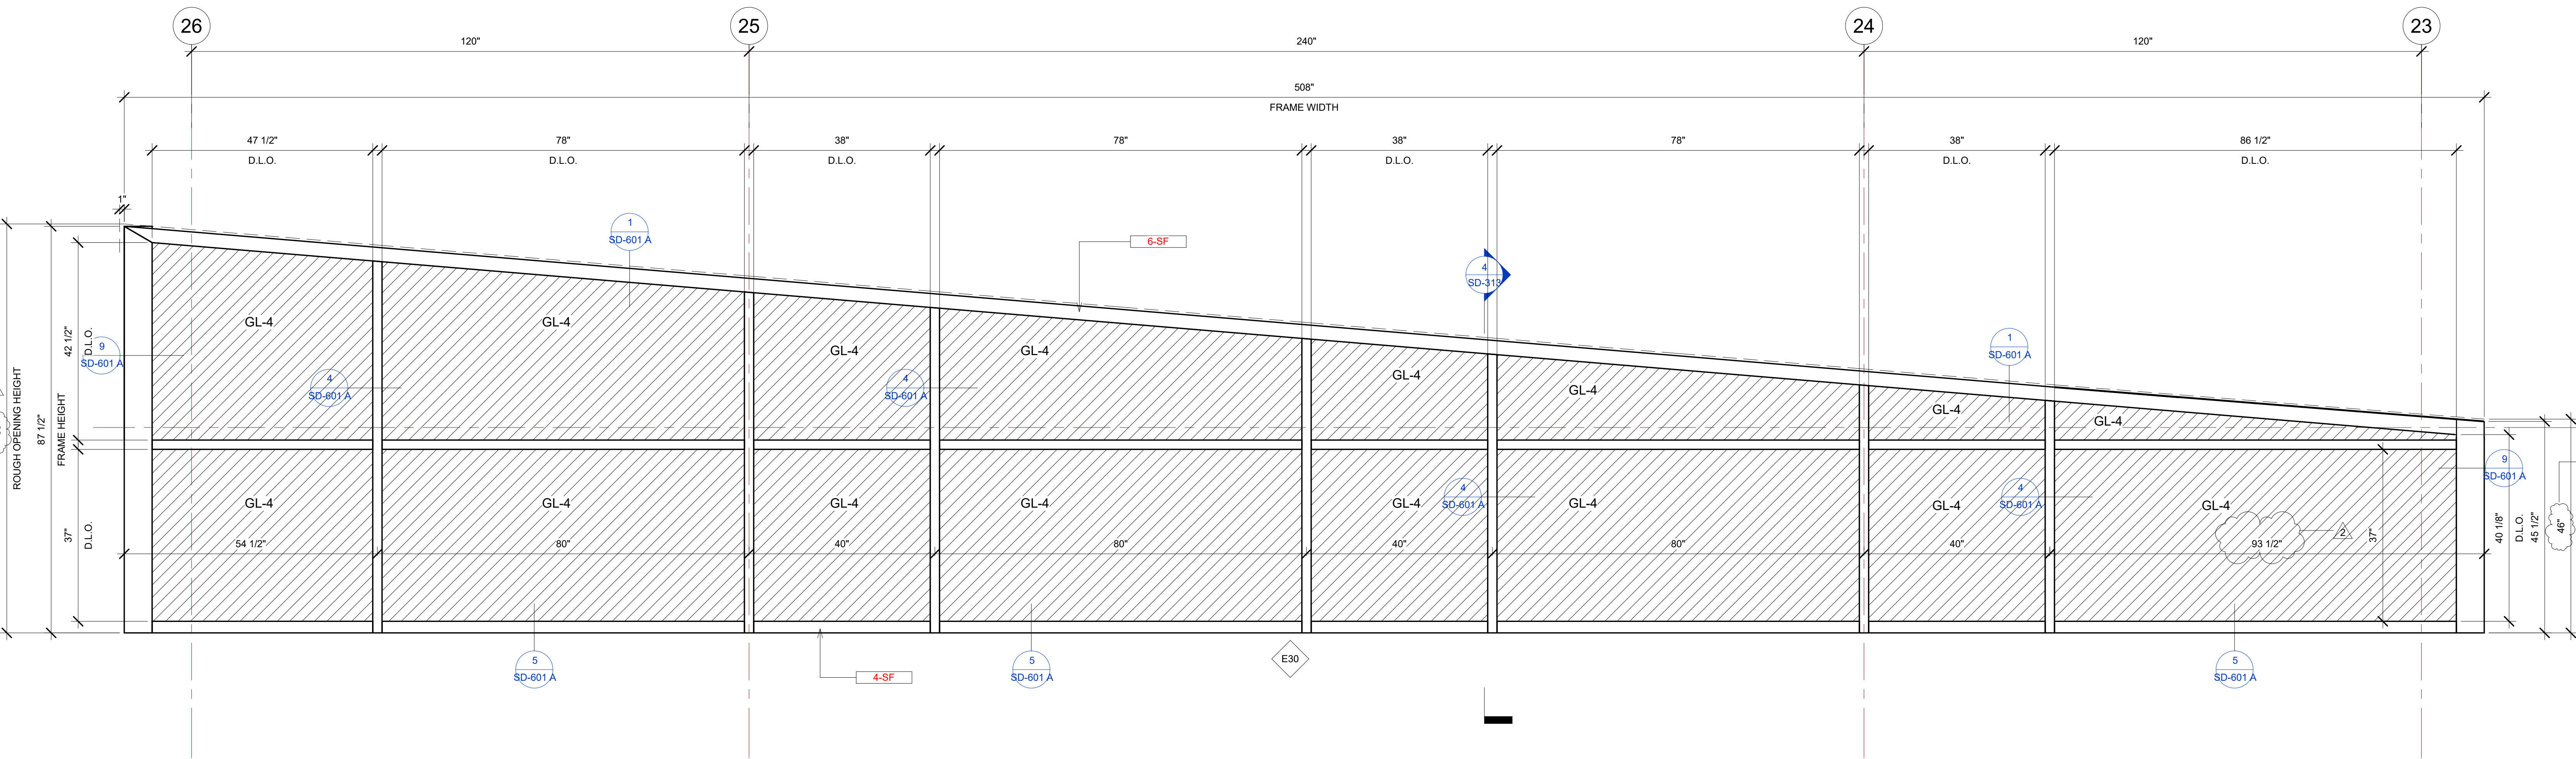 26
25
24
23
120"
240"
120"
508"
FRAME WIDTH
47 1/2"
78"
38"
78"
38"
78"
38"
86 1/2"
D.L.O.
D.L.O.
D.L.O.
D.L.O.
D.L.O.
D.L.O.
1"
1
SD-601 A
6-SF
4
SD-313
1
SD-601 A
ROUGH OPENING HEIGHT
87 1/2"
FRAME HEIGHT
42 1/2"
D.L.O.
37"
D.L.O.
9
SD-601 A
GL-4
GL-4
GL-4
GL-4
GL-4
GL-4
GL-4
GL-4
4
SD-601 A
4
SD-601 A
4
SD-601 A
4
SD-601 A
9
SD-601 A
GL-4
GL-4
GL-4
GL-4
GL-4
GL-4
GL-4
GL-4
54 1/2"
80"
40"
80"
40"
80"
40"
93 1/2"
2
37"
40 1/8"
D.L.O.
45 1/2"
46"
5
SD-601 A
4-SF
5
SD-601 A
E30
5
SD-601 A